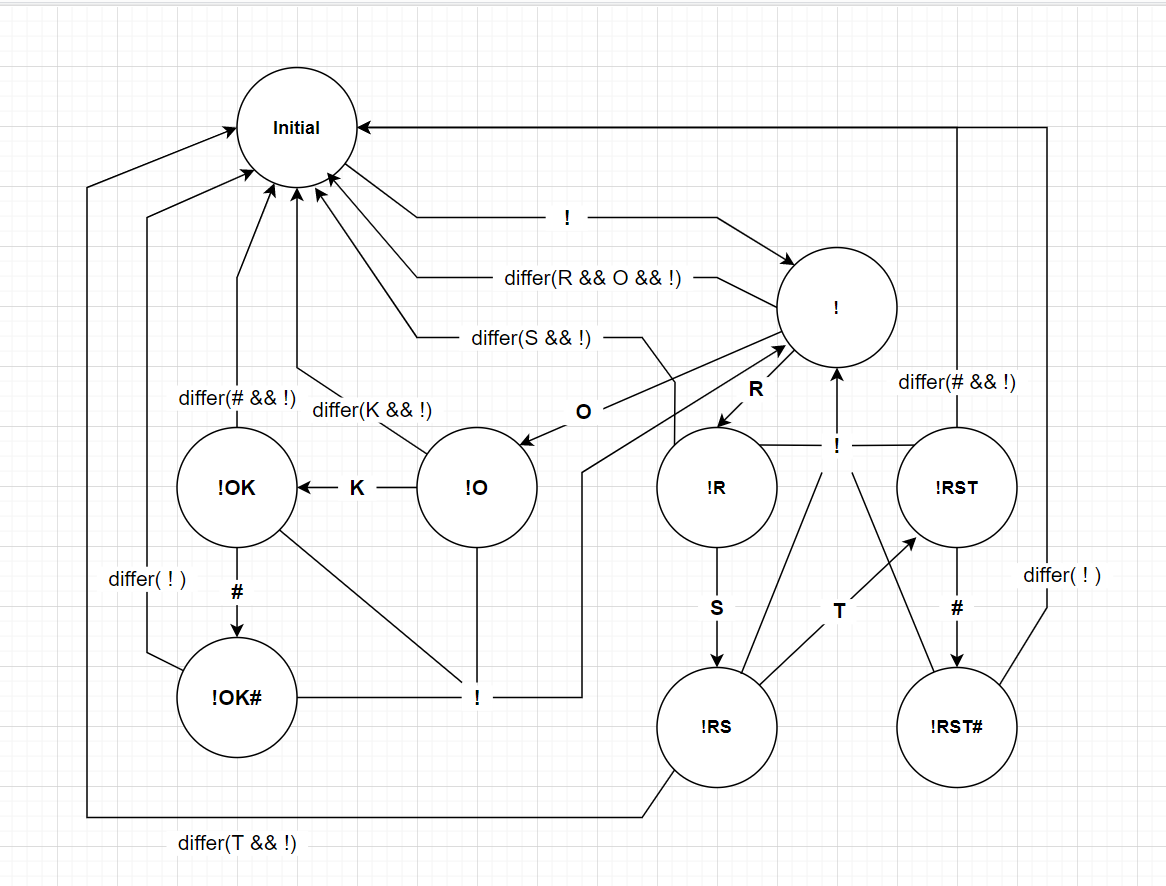 Initial
!
differ(R && O && !)
!
differ(S && !)
differ(# && !)
R
differ(# && !)
differ(K && !)
O
!
!OK
K
!O
!R
!RST
differ( ! )
differ( ! )
#
S
T
#
!OK#
!
!RS
!RST#
differ(T && !)